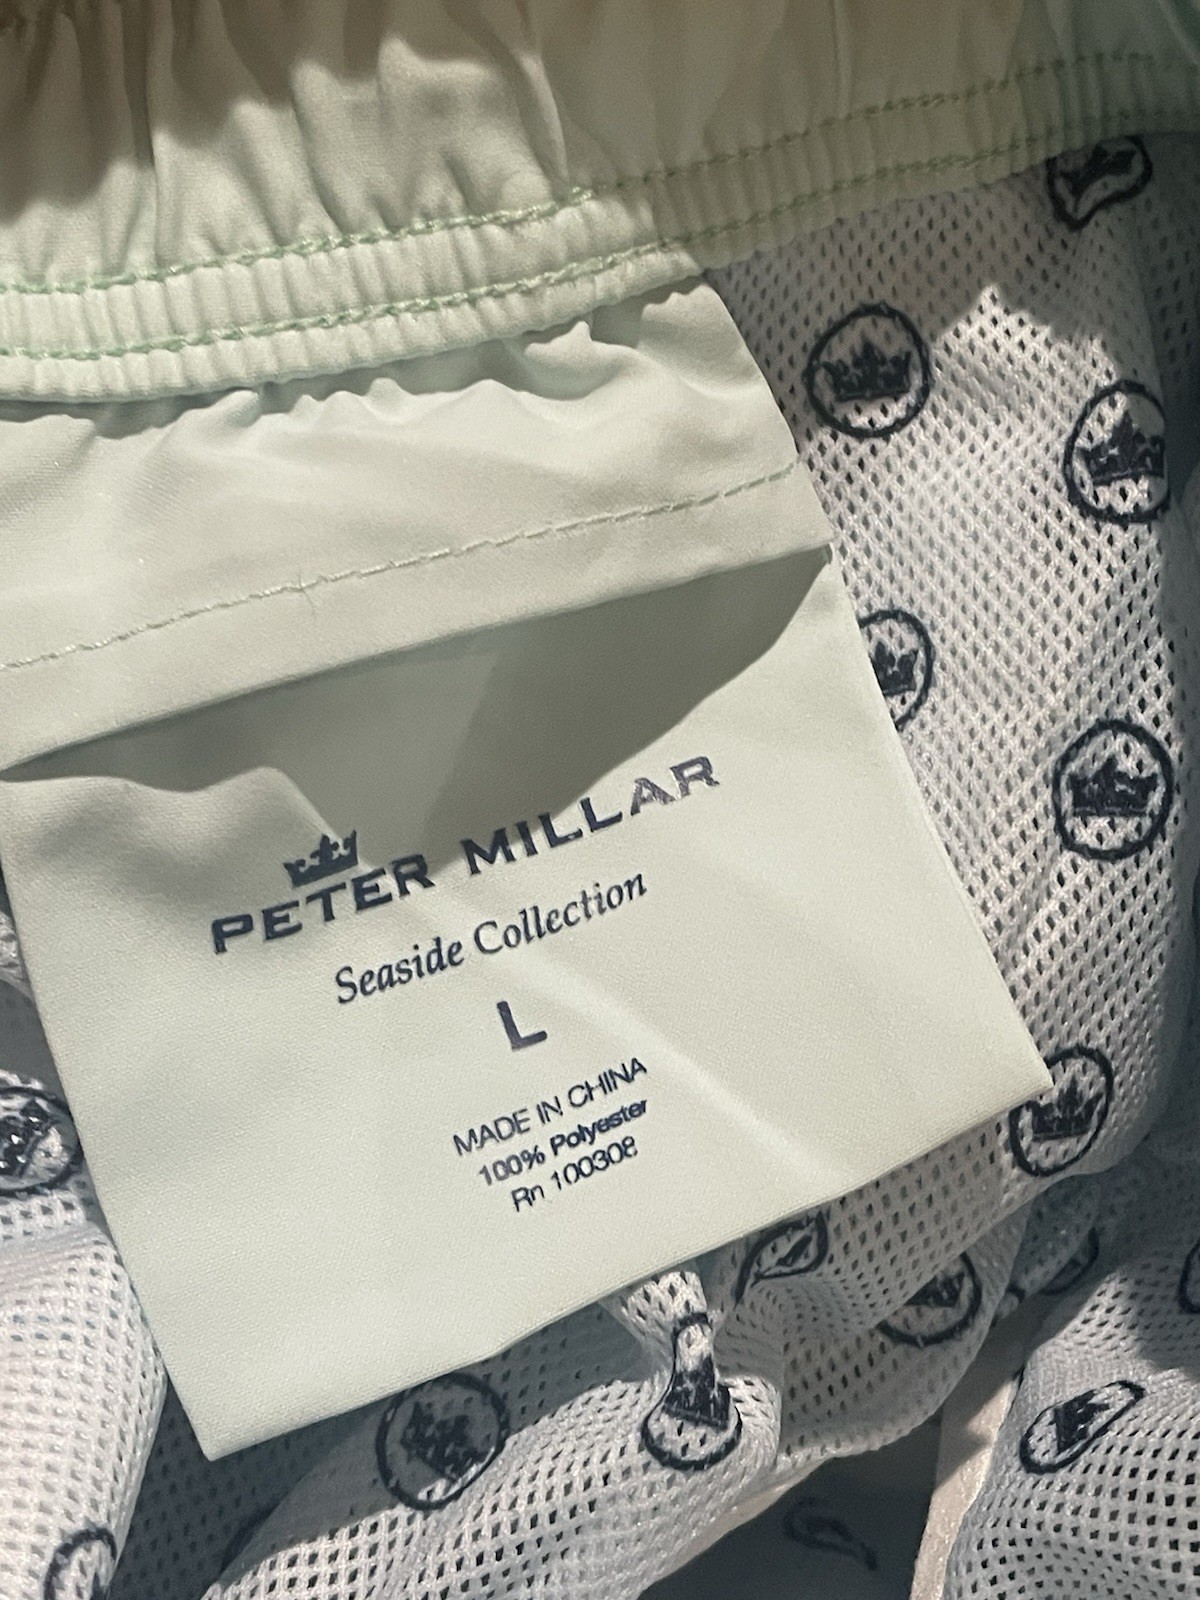 PETER MILLAR
Seaside Collection
L
MADE IN CHINA
100% Polyester
Rn 100308